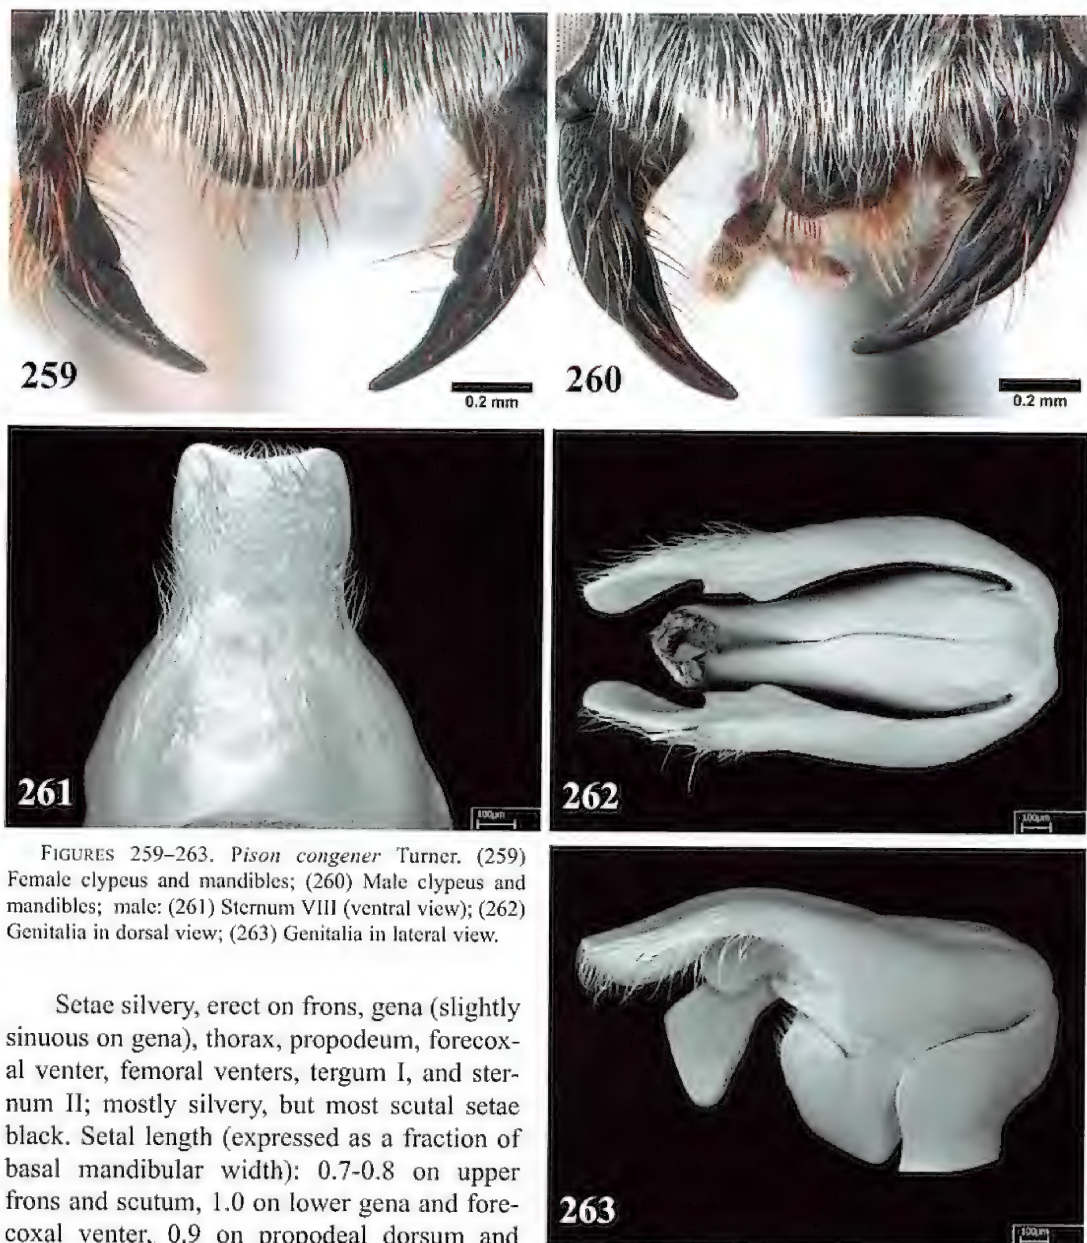 259
0.2 mm
260
0.2 mm
261
100µm
262
100µm
FIGURES 259–263. Pison congener Turner. (259)
Female clypeus and mandibles; (260) Male clypeus and
mandibles; male: (261) Sternum VIII (ventral view); (262)
Genitalia in dorsal view; (263) Genitalia in lateral view.
Setae silvery, erect on frons, gena (slightly
sinuous on gena), thorax, propodeum, forecox-
al venter, femoral venters, tergum I, and ster-
num II; mostly silvery, but most scutal setae
black. Setal length (expressed as a fraction of
basal mandibular width): 0.7-0.8 on upper
frons and scutum, 1.0 on lower gena and fore-
coxal venter, 0.9 on propodeal dorsum and
263
100µm